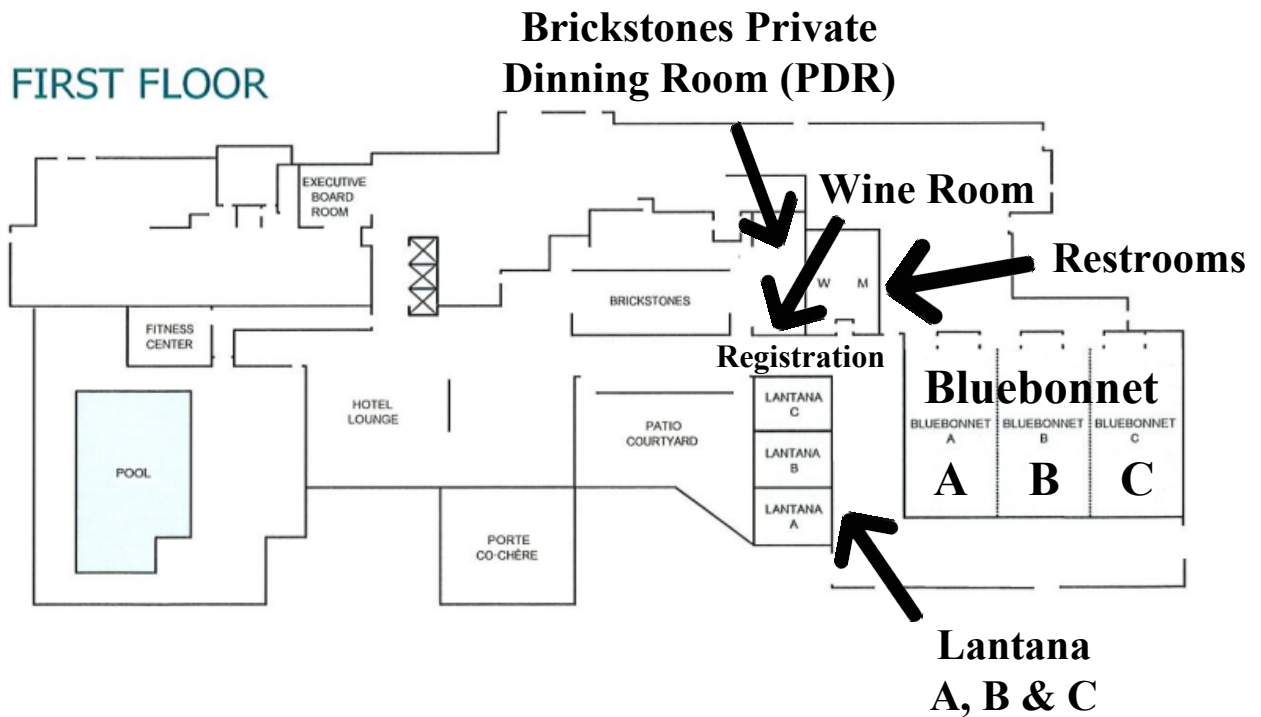 Brickstones Private
Dinning Room (PDR)
FIRST FLOOR
EXECUTIVE
BOARD
ROOM
Wine Room
Restrooms
W M
BRICKSTONES
FITNESS
CENTER
Registration
HOTEL
LOUNGE
PATIO
COURTYARD
LANTANA
C
LANTANA
B
LANTANA
A
Bluebonnet
BLUEBONNET
A
BLUEBONNET
B
BLUEBONNET
C
A B C
POOL
PORTE
CO-CHÈRE
Lantana
A, B & C